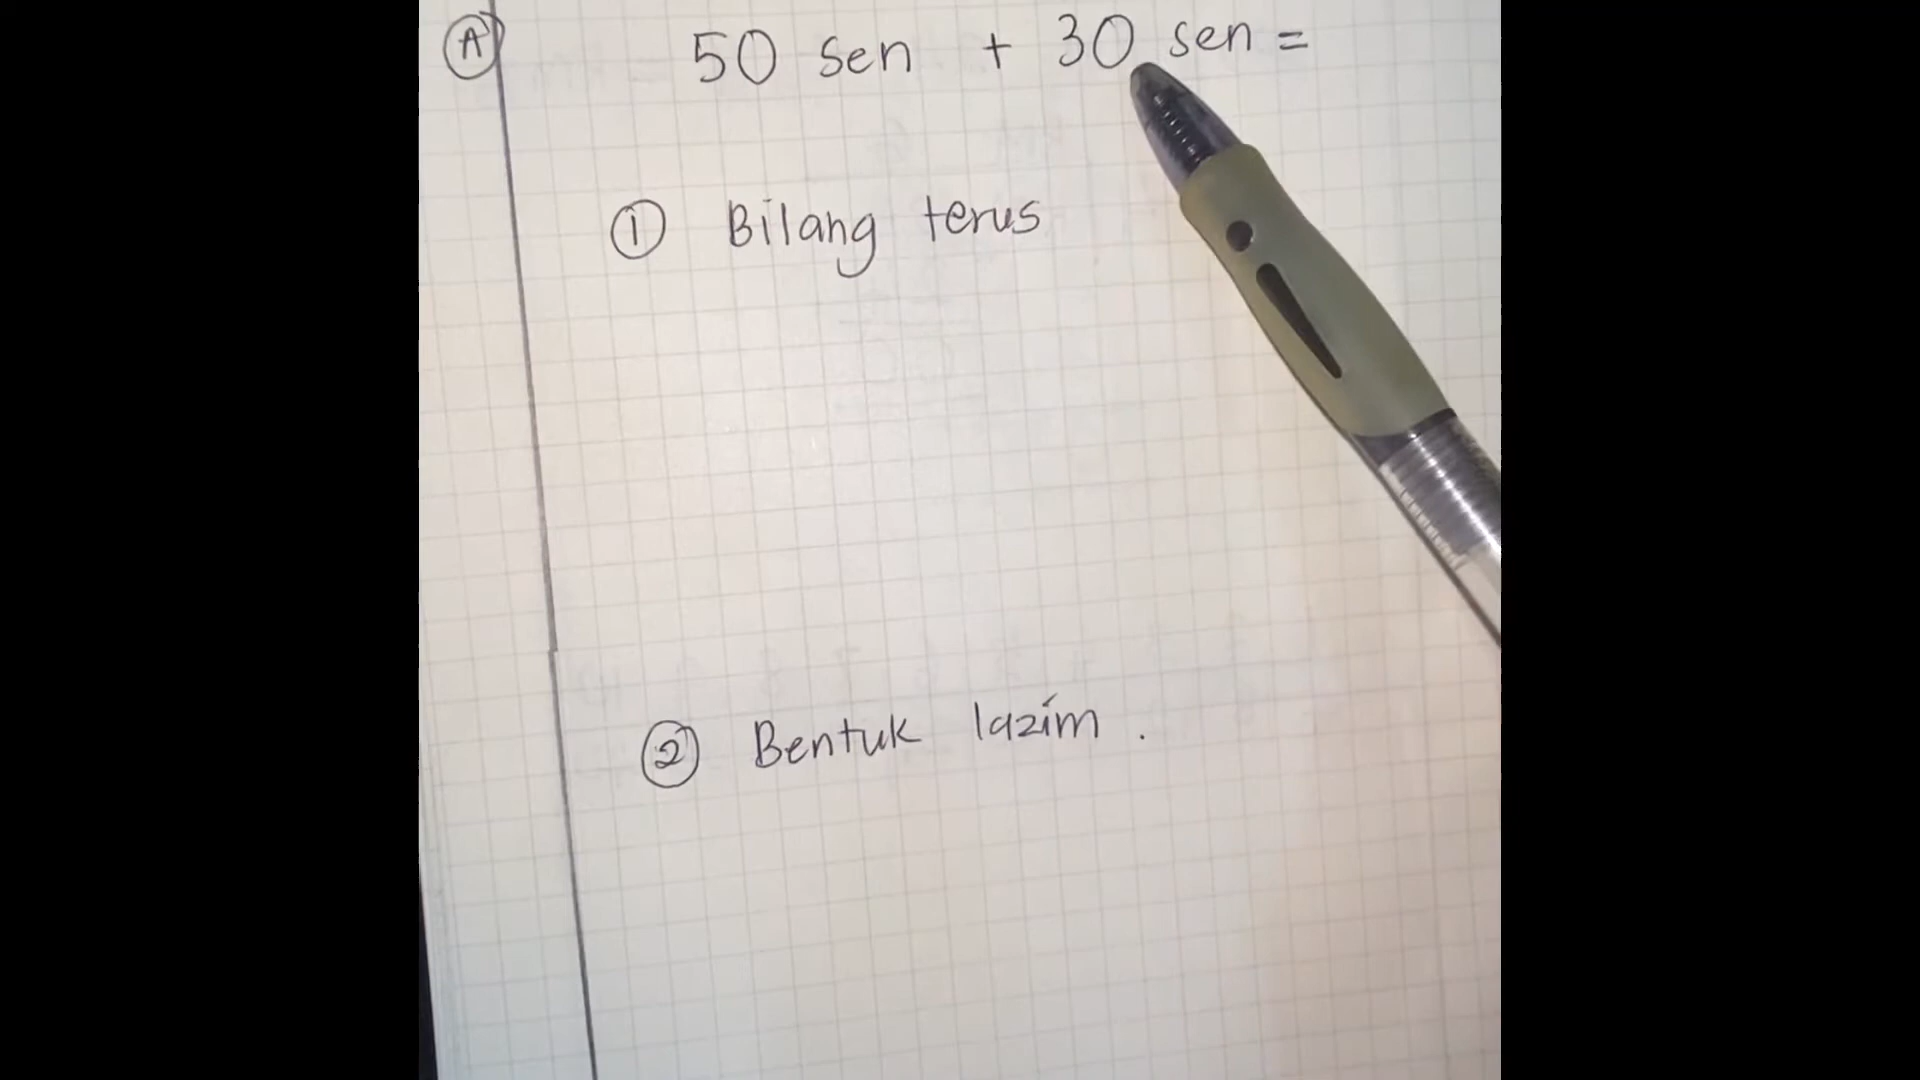 A 50 sen + 30 sen =
1 Bilang terus
2 Bentuk lazim .